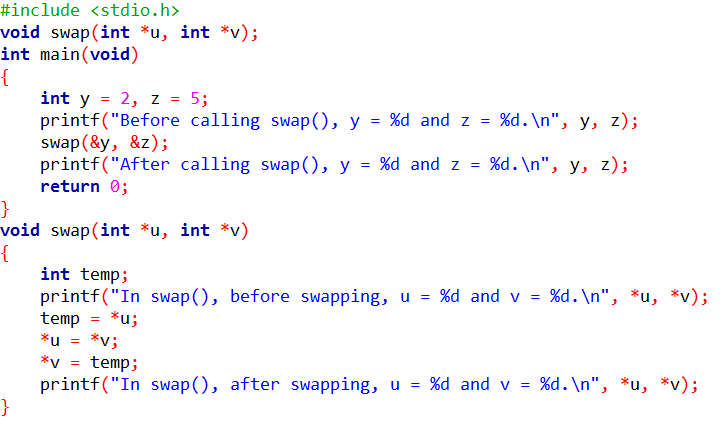 #include <stdio.h>
void swap(int *u, int *v);
int main(void)
{
    int y = 2, z = 5;
    printf("Before calling swap(), y = %d and z = %d.\n", y, z);
    swap(&y, &z);
    printf("After calling swap(), y = %d and z = %d.\n", y, z);
    return 0;
}
void swap(int *u, int *v)
{
    int temp;
    printf("In swap(), before swapping, u = %d and v = %d.\n", *u, *v);
    temp = *u;
    *u = *v;
    *v = temp;
    printf("In swap(), after swapping, u = %d and v = %d.\n", *u, *v);
}